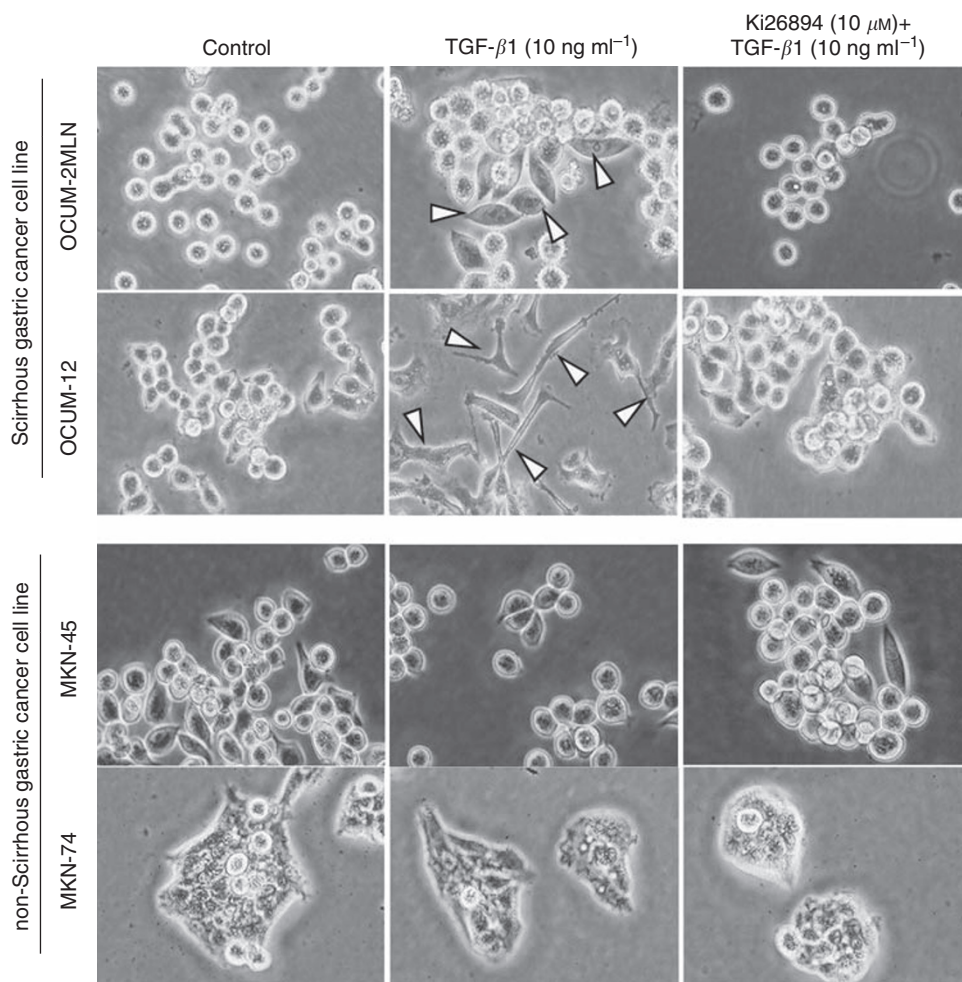 Control
TGF-β1 (10 ng ml⁻¹)
Ki26894 (10 μM)+
TGF-β1 (10 ng ml⁻¹)
Scirrhous gastric cancer cell line
OCUM-2MLN
OCUM-12
non-Scirrhous gastric cancer cell line
MKN-45
MKN-74